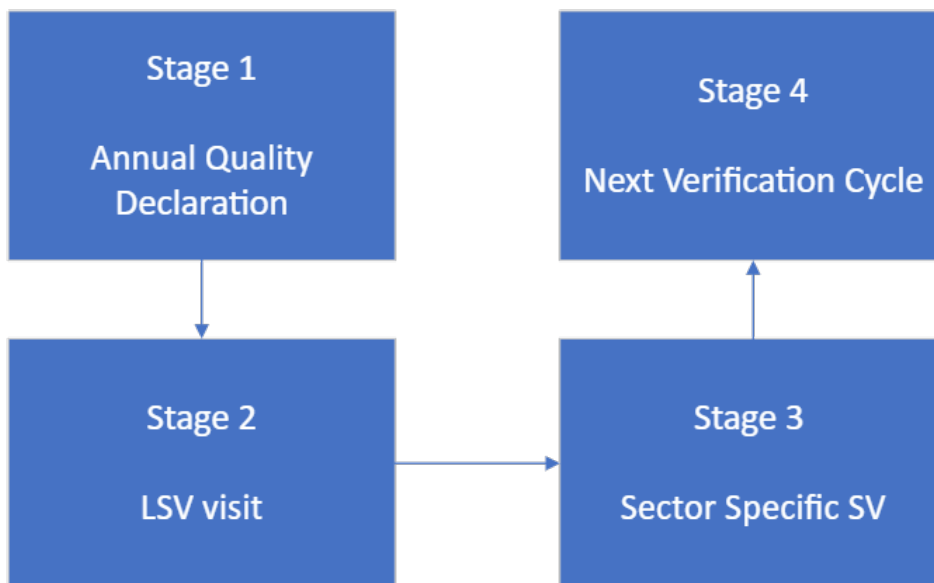 Stage 1
Annual Quality
Declaration
Stage 2
LSV visit
Stage 3
Sector Specific SV
Stage 4
Next Verification Cycle